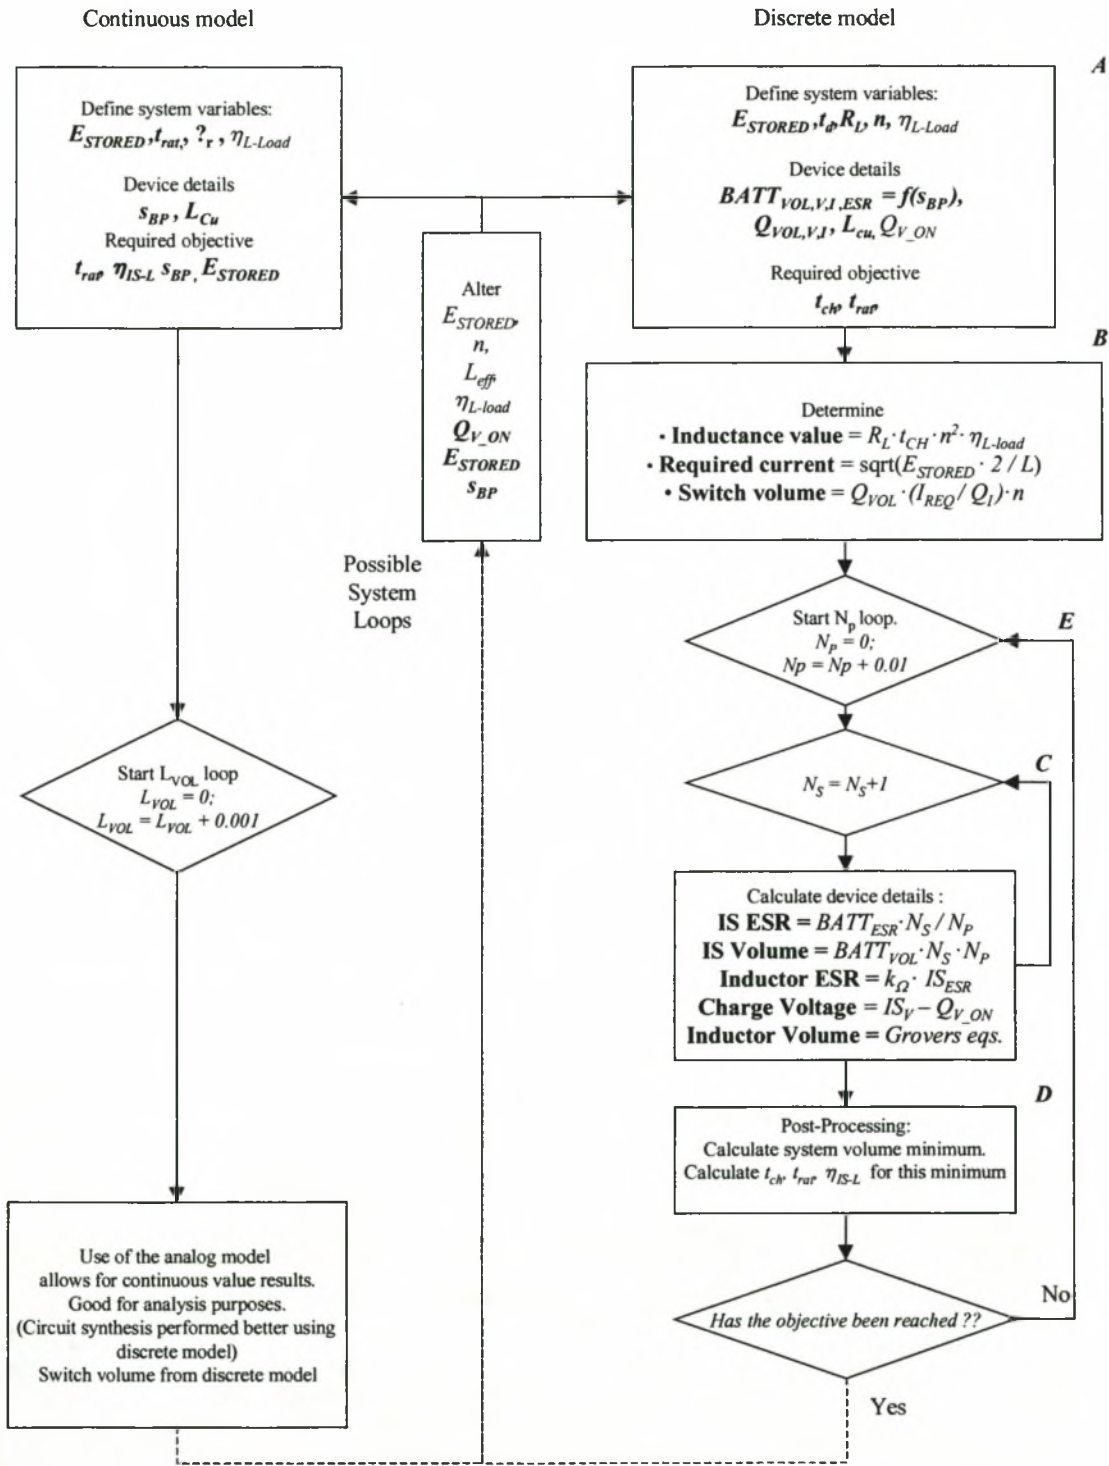 Continuous model
Discrete model
Define system variables:
E_STORED, t_rat, ?_r, η_L-Load
Device details
s_BP, L_Cu
Required objective
t_rat, η_IS-L s_BP, E_STORED
A
Define system variables:
E_STORED, t_d, R_L, n, η_L-Load
Device details
BATT_VOL,V,I,ESR = f(s_BP),
Q_VOL,V,I, L_cu, Q_V_ON
Required objective
t_ch, t_rat,
Alter
E_STORED,
n,
L_eff,
η_L-load
Q_V_ON
E_STORED
s_BP
Possible
System
Loops
B
Determine
• Inductance value = R_L · t_CH · n² · η_L-load
• Required current = sqrt(E_STORED · 2 / L)
• Switch volume = Q_VOL · (I_REQ / Q_I) · n
Start N_p loop.
N_P = 0;
Np = Np + 0.01
E
N_S = N_S+1
C
Start L_VOL loop
L_VOL = 0;
L_VOL = L_VOL + 0.001
Calculate device details :
IS ESR = BATT_ESR · N_S / N_P
IS Volume = BATT_VOL · N_S · N_P
Inductor ESR = k_Ω · IS_ESR
Charge Voltage = IS_V – Q_V_ON
Inductor Volume = Grovers eqs.
D
Post-Processing:
Calculate system volume minimum.
Calculate t_ch, t_rat, η_IS-L for this minimum
Use of the analog model
allows for continuous value results.
Good for analysis purposes.
(Circuit synthesis performed better using
discrete model)
Switch volume from discrete model
Has the objective been reached ??
No
Yes